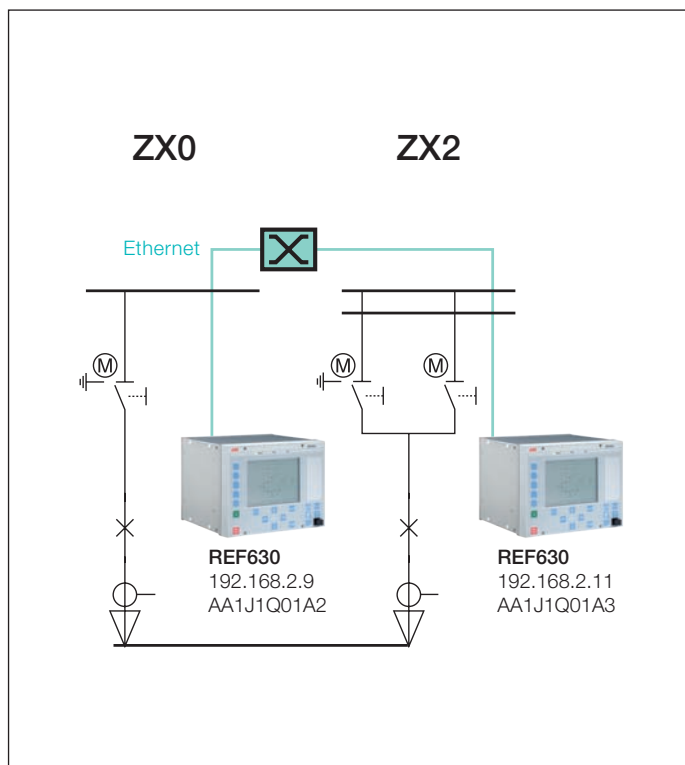 ZX0
ZX2
Ethernet
M
M
M
REF630
192.168.2.9
AA1J1Q01A2
REF630
192.168.2.11
AA1J1Q01A3